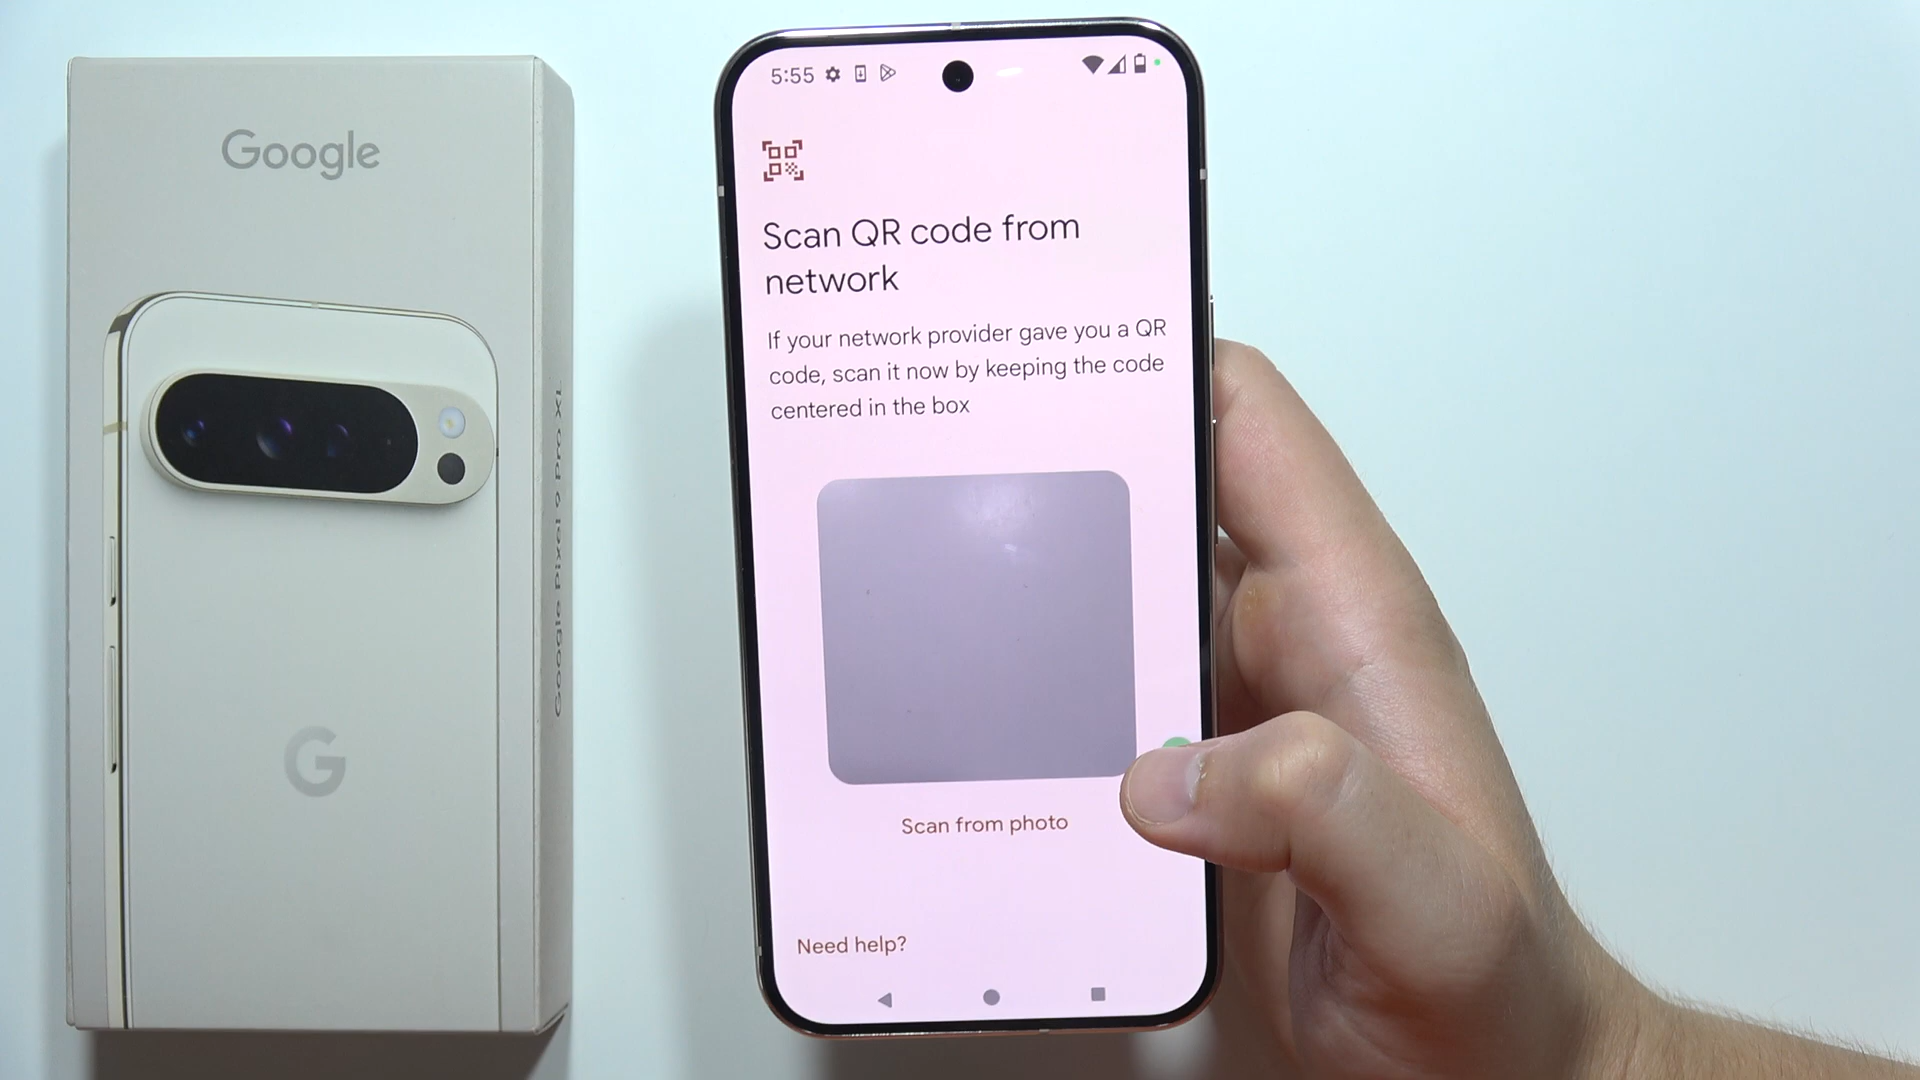 Google
Google Pixel 9 Pro XL
G
5:55
Scan QR code from
network
If your network provider gave you a QR
code, scan it now by keeping the code
centered in the box
Scan from photo
Need help?